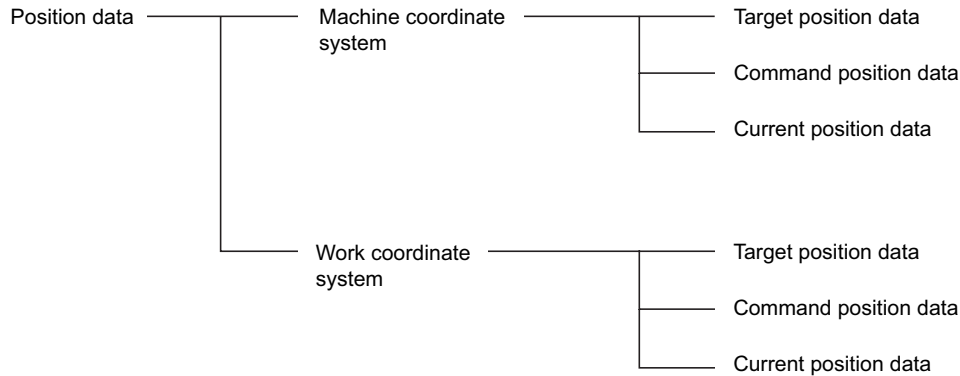 Position data
Machine coordinate
system
Target position data
Command position data
Current position data
Work coordinate
system
Target position data
Command position data
Current position data